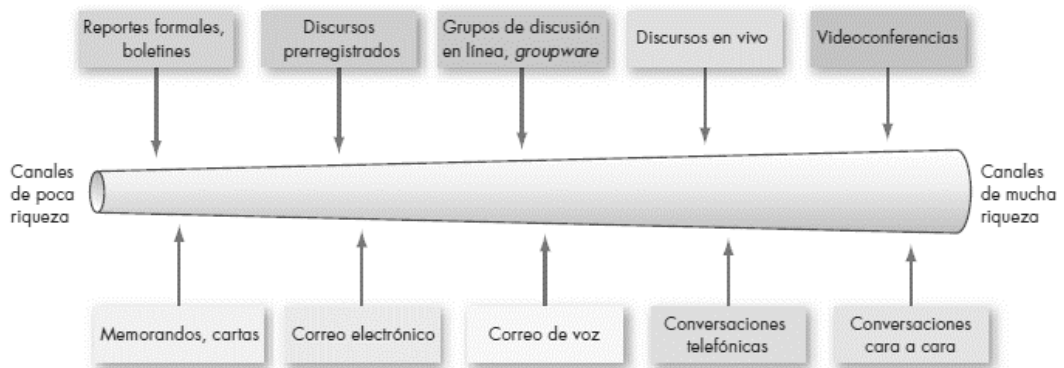 Reportes formales,
boletines
Discursos
prerregistrados
Grupos de discusión
en línea, groupware
Discursos en vivo
Videoconferencias
Canales
de poca
riqueza
Canales
de mucha
riqueza
Memorandos, cartas
Correo electrónico
Correo de voz
Conversaciones
telefónicas
Conversaciones
cara a cara